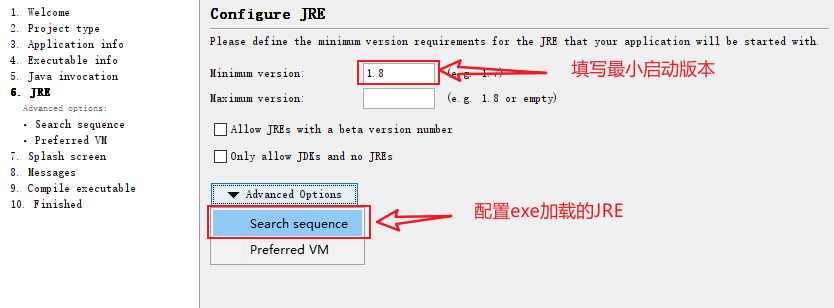 1. Welcome
2. Project type
3. Application info
4. Executable info
5. Java invocation
6. JRE
Advanced options:
• Search sequence
• Preferred VM
7. Splash screen
8. Messages
9. Compile executable
10. Finished
Configure JRE
Please define the minimum version requirements for the JRE that your application will be started with.
Minimum version: 1.8 (e.g. 1.7) 填写最小启动版本
Maximum version: (e.g. 1.8 or empty)
Allow JREs with a beta version number
Only allow JDKs and no JREs
Advanced Options
Search sequence 配置exe加载的JRE
Preferred VM